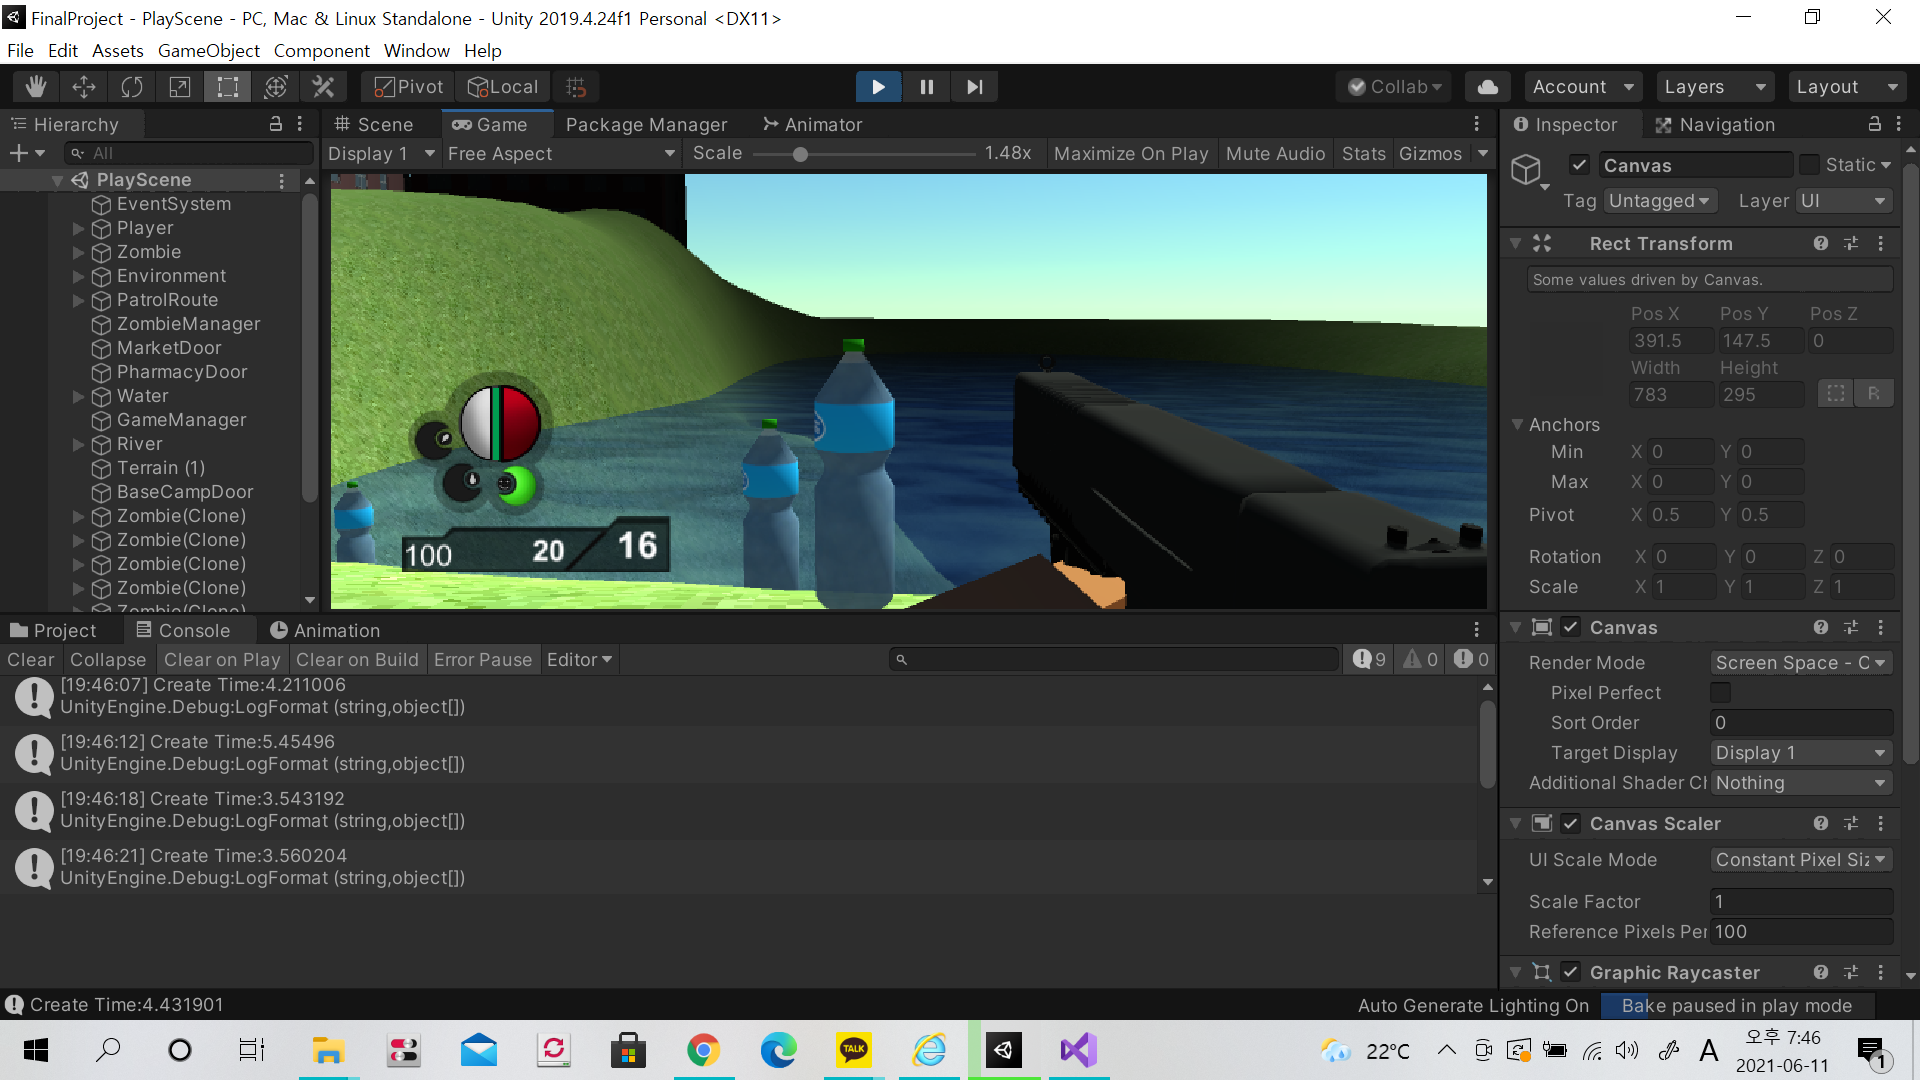 FinalProject - PlayScene - PC, Mac & Linux Standalone - Unity 2019.4.24f1 Personal <DX11>
File Edit Assets GameObject Component Window Help
Pivot Local Collab Account Layers Layout
Hierarchy
All
PlayScene
EventSystem
Player
Zombie
Environment
PatrolRoute
ZombieManager
MarketDoor
PharmacyDoor
Water
GameManager
River
Terrain (1)
BaseCampDoor
Zombie(Clone)
Zombie(Clone)
Zombie(Clone)
Zombie(Clone)
Zombie(Clone)
Scene Game Package Manager Animator
Display 1 Free Aspect Scale 1.48x Maximize On Play Mute Audio Stats Gizmos
100 20 16
Inspector Navigation
Canvas Static
Tag Untagged Layer UI
Rect Transform
Some values driven by Canvas.
Pos X Pos Y Pos Z
391.5 147.5 0
Width Height
783 295 R
Anchors
Min X 0 Y 0
Max X 0 Y 0
Pivot X 0.5 Y 0.5
Rotation X 0 Y 0 Z 0
Scale X 1 Y 1 Z 1
Canvas
Render Mode Screen Space - O
Pixel Perfect
Sort Order 0
Target Display Display 1
Additional Shader Ch Nothing
Canvas Scaler
UI Scale Mode Constant Pixel Siz
Scale Factor 1
Reference Pixels Per 100
Graphic Raycaster
Project Console Animation
Clear Collapse Clear on Play Clear on Build Error Pause Editor 9 0 0
[19:46:07] Create Time:4.211006
UnityEngine.Debug:LogFormat (string,object[])
[19:46:12] Create Time:5.45496
UnityEngine.Debug:LogFormat (string,object[])
[19:46:18] Create Time:3.543192
UnityEngine.Debug:LogFormat (string,object[])
[19:46:21] Create Time:3.560204
UnityEngine.Debug:LogFormat (string,object[])
Create Time:4.431901
Auto Generate Lighting On Bake paused in play mode
TALK
22°C A 오후 7:46
2021-06-11
1